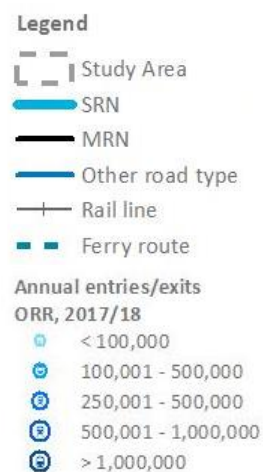 Legend
Study Area
SRN
MRN
Other road type
Rail line
Ferry route
Annual entries/exits
ORR, 2017/18
< 100,000
100,001 - 500,000
250,001 - 500,000
500,001 - 1,000,000
> 1,000,000